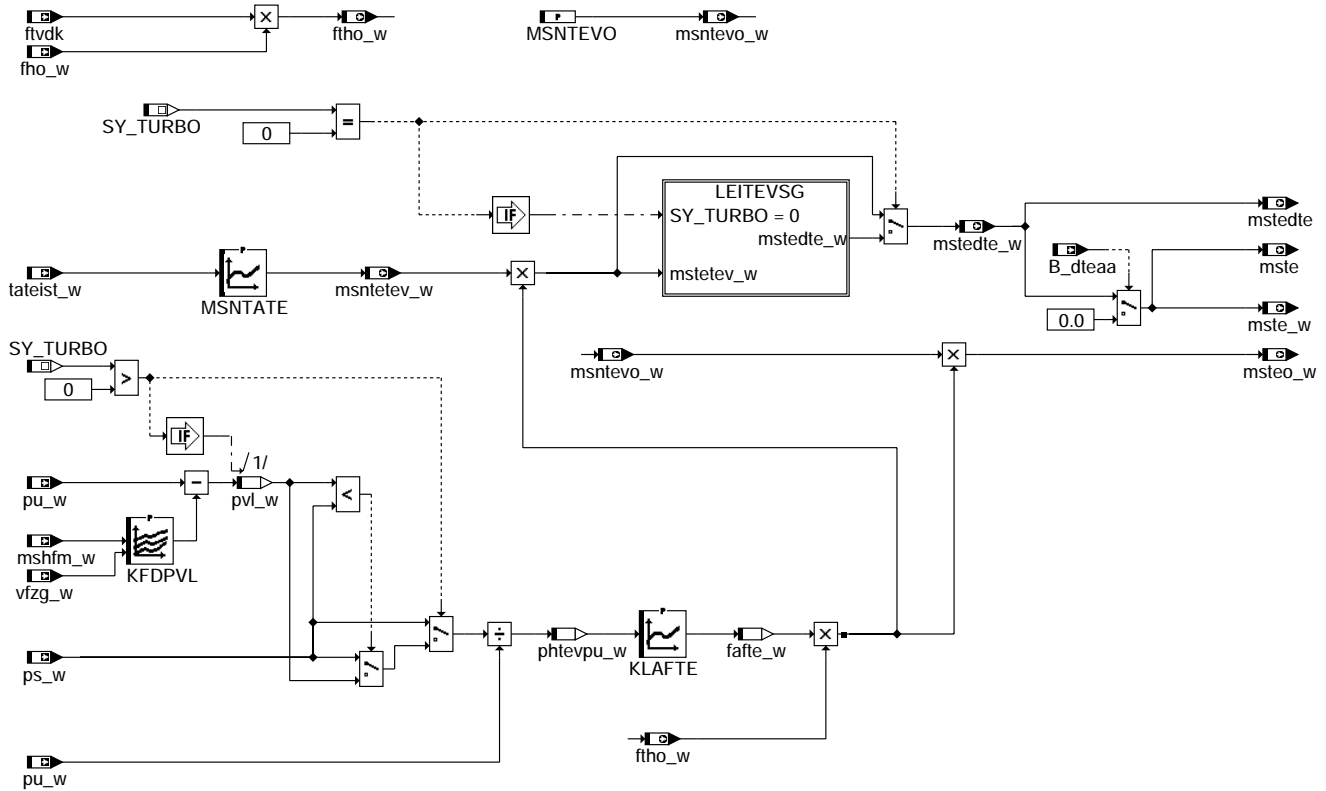 ftvdk
fho_w
ftho_w
P
MSNTEVO
msntevo_w
SY_TURBO
0
=
IF
LEITEVSG
SY_TURBO = 0
mstedte_w
mstetev_w
mstedte_w
mstedte
B_dteaa
mste
0.0
mste_w
tateist_w
P
MSNTATE
msntetev_w
SY_TURBO
0
>
msntevo_w
msteo_w
IF
/1/
pu_w
pvl_w
<
mshfm_w
vfzg_w
P
KFDPVL
ps_w
÷
phtevpu_w
P
KLAFTE
fafte_w
ftho_w
pu_w